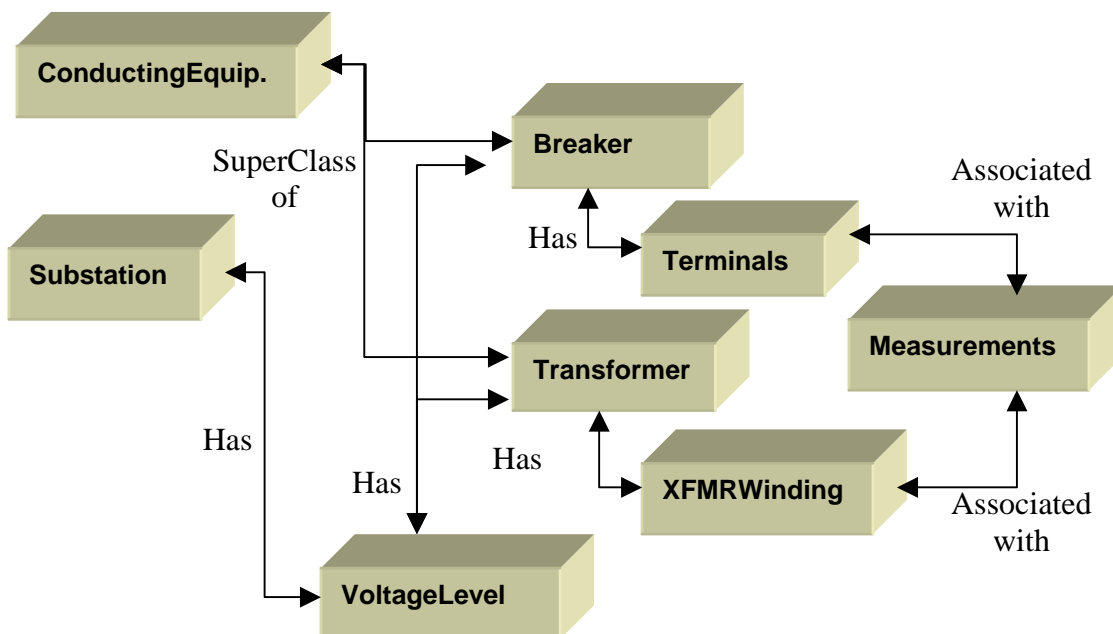 ConductingEquip.
Breaker
SuperClass
of
Associated
with
Has
Terminals
Substation
Measurements
Transformer
Has
Has
Has
XFMRWinding
Associated
with
VoltageLevel